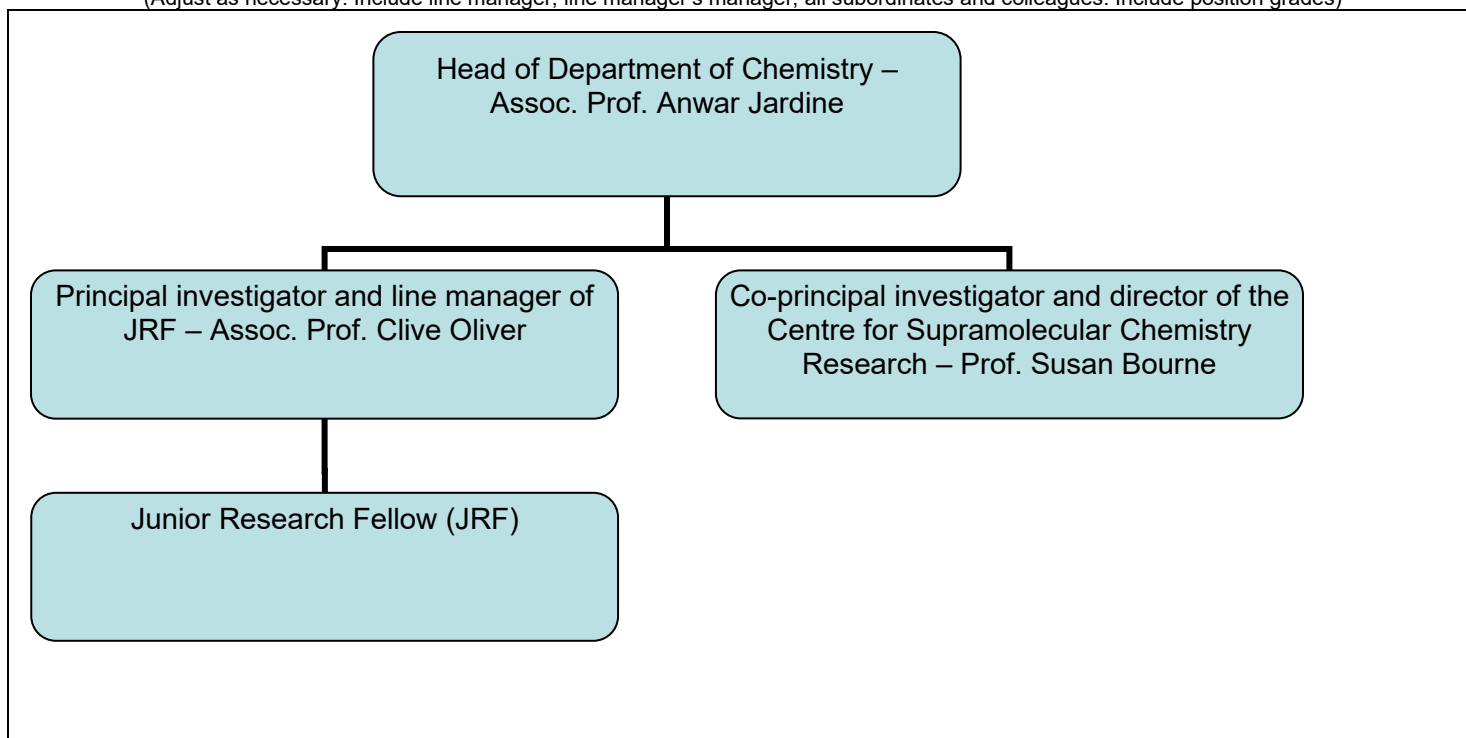 (Adjust as necessary. Include line manager, line manager's manager, all subordinates and colleagues. Include position grades)
Head of Department of Chemistry –
Assoc. Prof. Anwar Jardine
Principal investigator and line manager of
JRF – Assoc. Prof. Clive Oliver
Co-principal investigator and director of the
Centre for Supramolecular Chemistry
Research – Prof. Susan Bourne
Junior Research Fellow (JRF)